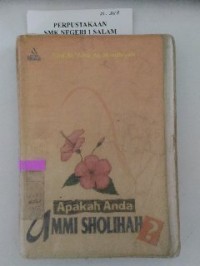 PERPUSTAKAAN
SMK NEGERI 1 SALAM
Apakah Anda
UMMI SHOLIHAH?